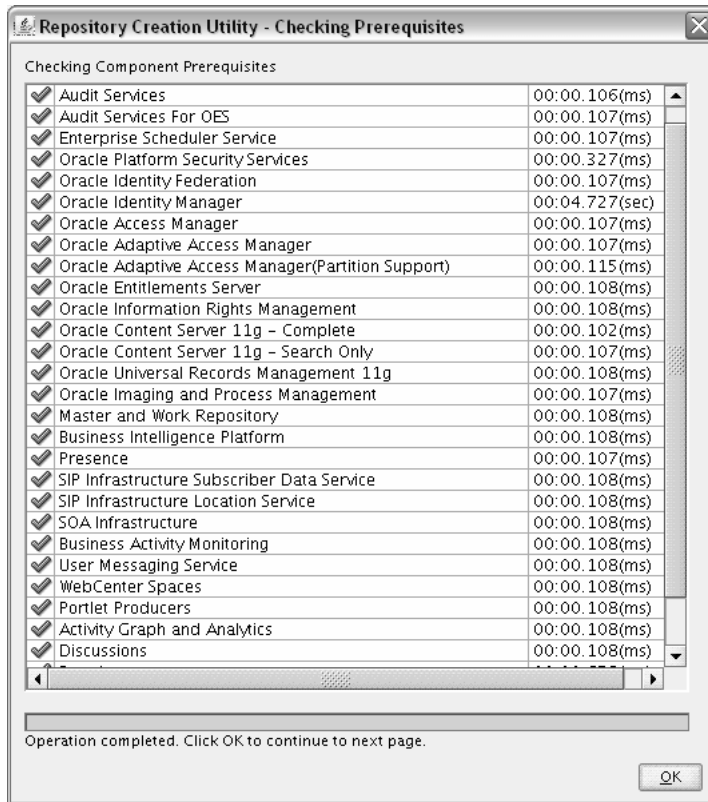 Repository Creation Utility - Checking Prerequisites
Checking Component Prerequisites
Audit Services 00:00.106(ms)
Audit Services For OES 00:00.107(ms)
Enterprise Scheduler Service 00:00.107(ms)
Oracle Platform Security Services 00:00.327(ms)
Oracle Identity Federation 00:00.107(ms)
Oracle Identity Manager 00:04.727(sec)
Oracle Access Manager 00:00.107(ms)
Oracle Adaptive Access Manager 00:00.107(ms)
Oracle Adaptive Access Manager(Partition Support) 00:00.115(ms)
Oracle Entitlements Server 00:00.108(ms)
Oracle Information Rights Management 00:00.108(ms)
Oracle Content Server 11g - Complete 00:00.102(ms)
Oracle Content Server 11g - Search Only 00:00.107(ms)
Oracle Universal Records Management 11g 00:00.108(ms)
Oracle Imaging and Process Management 00:00.107(ms)
Master and Work Repository 00:00.108(ms)
Business Intelligence Platform 00:00.108(ms)
Presence 00:00.107(ms)
SIP Infrastructure Subscriber Data Service 00:00.108(ms)
SIP Infrastructure Location Service 00:00.108(ms)
SOA Infrastructure 00:00.108(ms)
Business Activity Monitoring 00:00.108(ms)
User Messaging Service 00:00.108(ms)
WebCenter Spaces 00:00.108(ms)
Portlet Producers 00:00.108(ms)
Activity Graph and Analytics 00:00.108(ms)
Discussions 00:00.108(ms)
Operation completed. Click OK to continue to next page.
OK